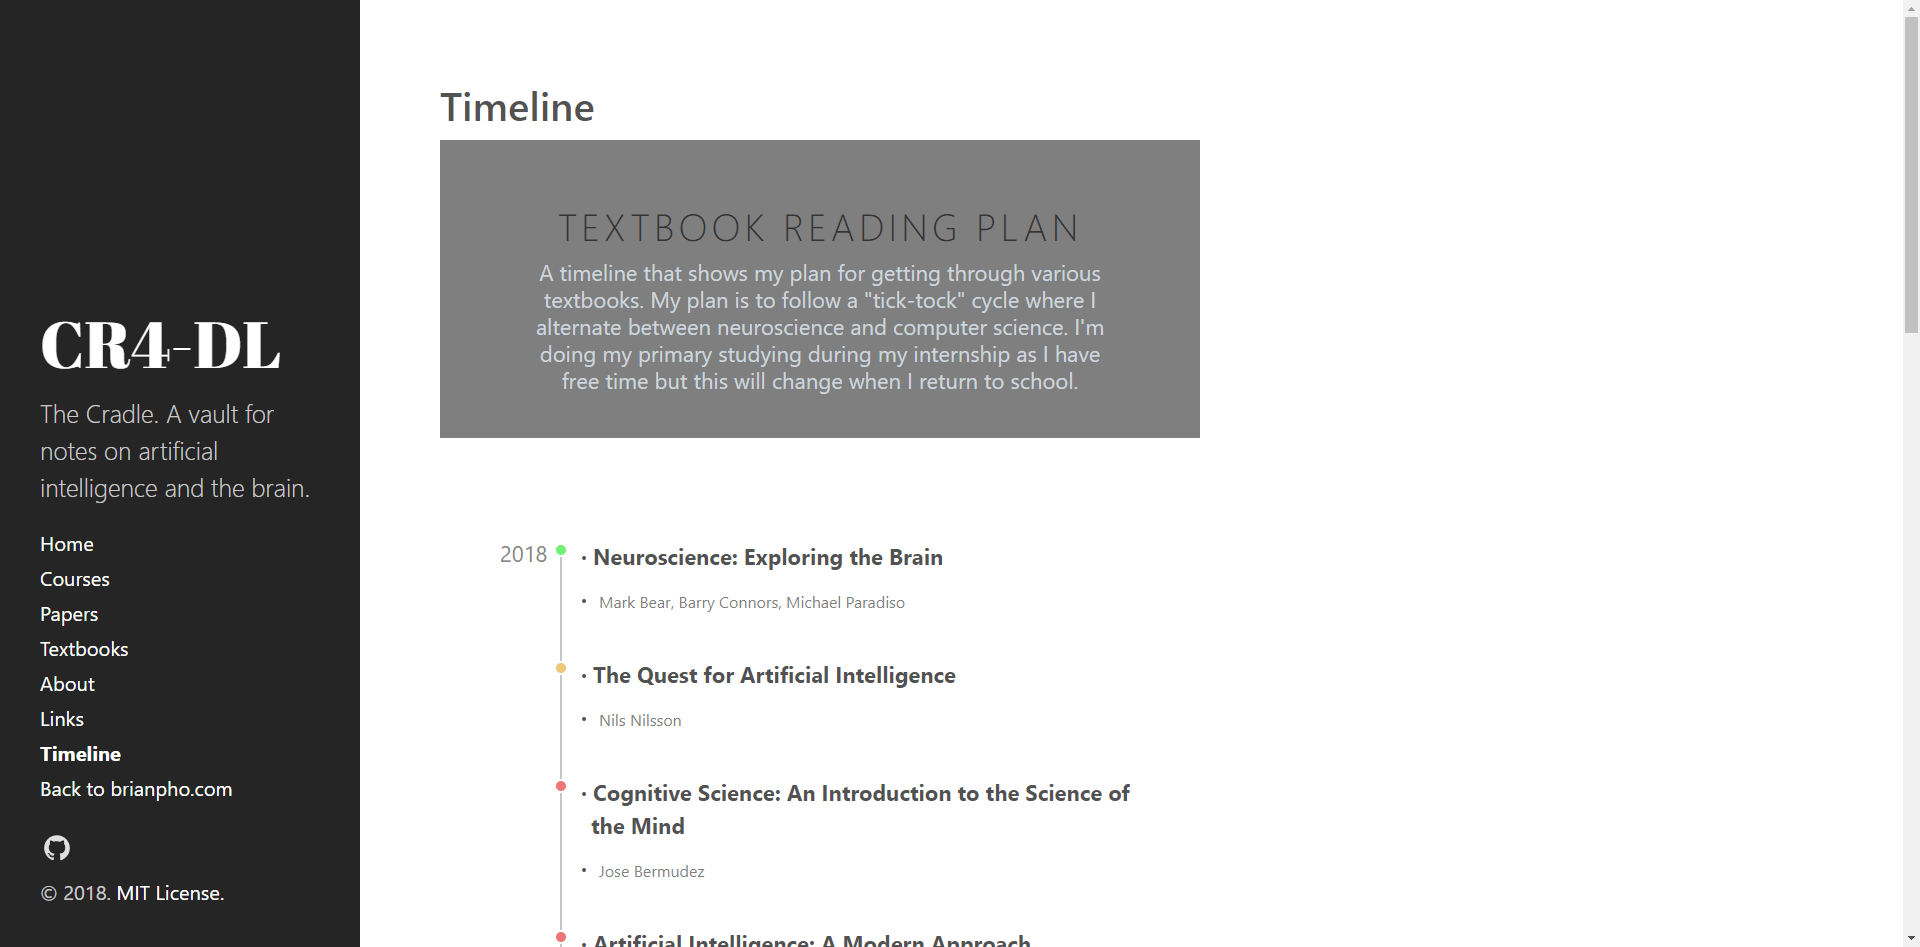 CR4-DL
The Cradle. A vault for
notes on artificial
intelligence and the brain.
Home
Courses
Papers
Textbooks
About
Links
Timeline
Back to brianpho.com
© 2018. MIT License.
Timeline
TEXTBOOK READING PLAN
A timeline that shows my plan for getting through various
textbooks. My plan is to follow a "tick-tock" cycle where I
alternate between neuroscience and computer science. I'm
doing my primary studying during my internship as I have
free time but this will change when I return to school.
2018
• Neuroscience: Exploring the Brain
• Mark Bear, Barry Connors, Michael Paradiso
• The Quest for Artificial Intelligence
• Nils Nilsson
• Cognitive Science: An Introduction to the Science of
the Mind
• Jose Bermudez
• Artificial Intelligence: A Modern Approach